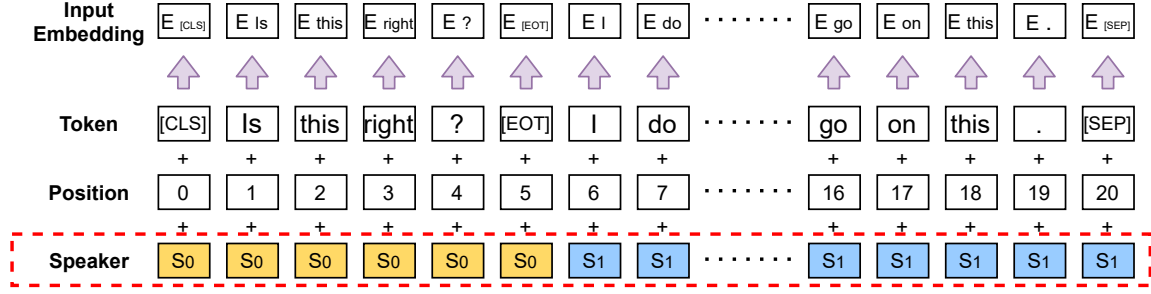 Input Embedding E [CLS] E Is E this E right E ? E [EOT] E I E do ....... E go E on E this E . E [SEP]
Token [CLS] Is this right ? [EOT] I do ....... go on this . [SEP]
+ + + + + + + + + + + + +
Position 0 1 2 3 4 5 6 7 ....... 16 17 18 19 20
+ + + + + + + + + + + + +
Speaker S0 S0 S0 S0 S0 S0 S1 S1 ....... S1 S1 S1 S1 S1